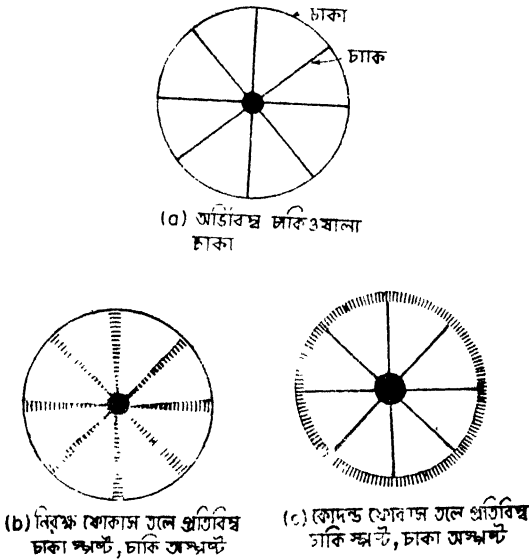 চাকা
চাকি
(a) অভিবিম্ব চাকিওয়ালা
চাকা
(b) নিরক্ষ ফোকাস তলে প্রতিবিম্ব
চাকা স্পষ্ট, চাকি অস্পষ্ট
(c) কোদন্ড ফোকাস তলে প্রতিবিম্ব
চাকি স্পষ্ট, চাকা অস্পষ্ট